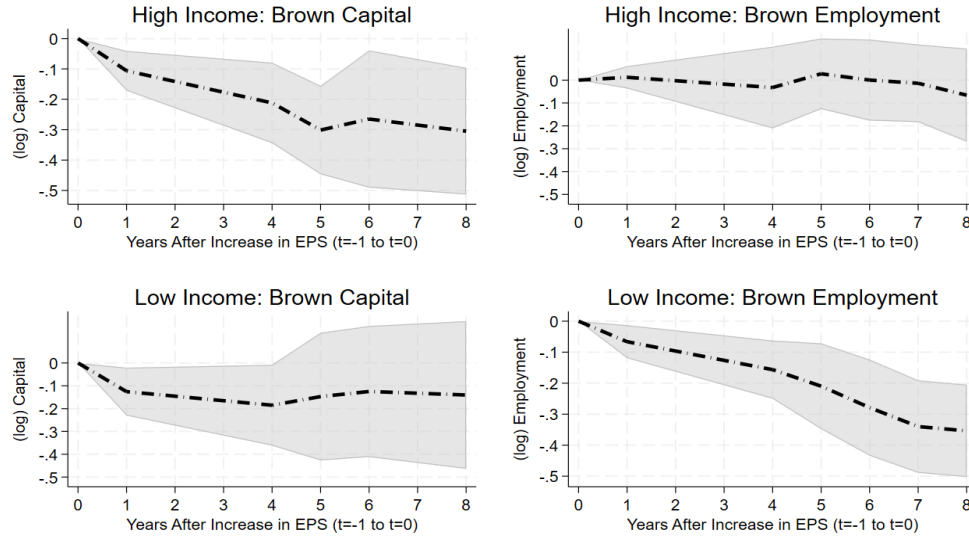 High Income: Brown Capital
(log) Capital
0
-.1
-.2
-.3
-.4
-.5
0 1 2 3 4 5 6 7 8
Years After Increase in EPS (t=-1 to t=0)
High Income: Brown Employment
(log) Employment
0
-.1
-.2
-.3
-.4
-.5
0 1 2 3 4 5 6 7 8
Years After Increase in EPS (t=-1 to t=0)
Low Income: Brown Capital
(log) Capital
0
-.1
-.2
-.3
-.4
-.5
0 1 2 3 4 5 6 7 8
Years After Increase in EPS (t=-1 to t=0)
Low Income: Brown Employment
(log) Employment
0
-.1
-.2
-.3
-.4
-.5
0 1 2 3 4 5 6 7 8
Years After Increase in EPS (t=-1 to t=0)